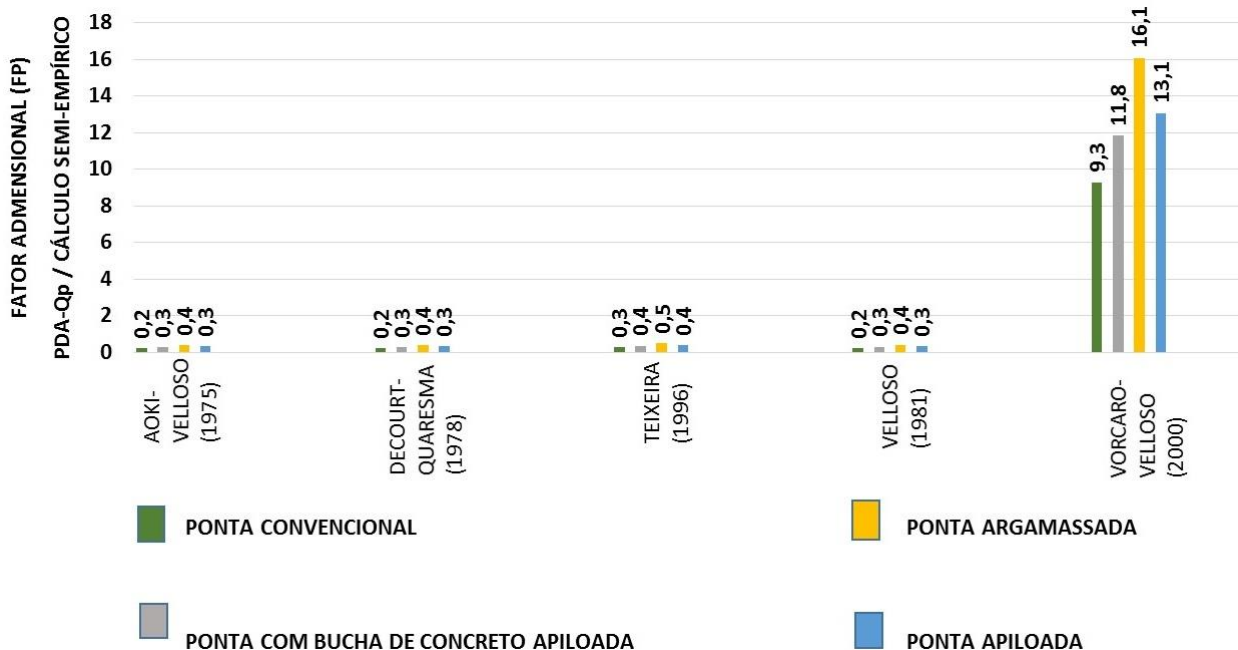 FATOR ADMENSIONAL (FP)
PDA-Qp / CÁLCULO SEMI-EMPÍRICO
18
16
14
12
10
8
6
4
2
0
0,2
0,3
0,4
0,3
0,2
0,3
0,4
0,3
0,3
0,4
0,5
0,4
0,2
0,3
0,4
0,3
9,3
11,8
16,1
13,1
AOKI-
VELLOSO
(1975)
DECOURT-
QUARESMA
(1978)
TEIXEIRA
(1996)
VELLOSO
(1981)
VORCARO-
VELLOSO
(2000)
PONTA CONVENCIONAL
PONTA ARGAMASSADA
PONTA COM BUCHA DE CONCRETO APILOADA
PONTA APILOADA